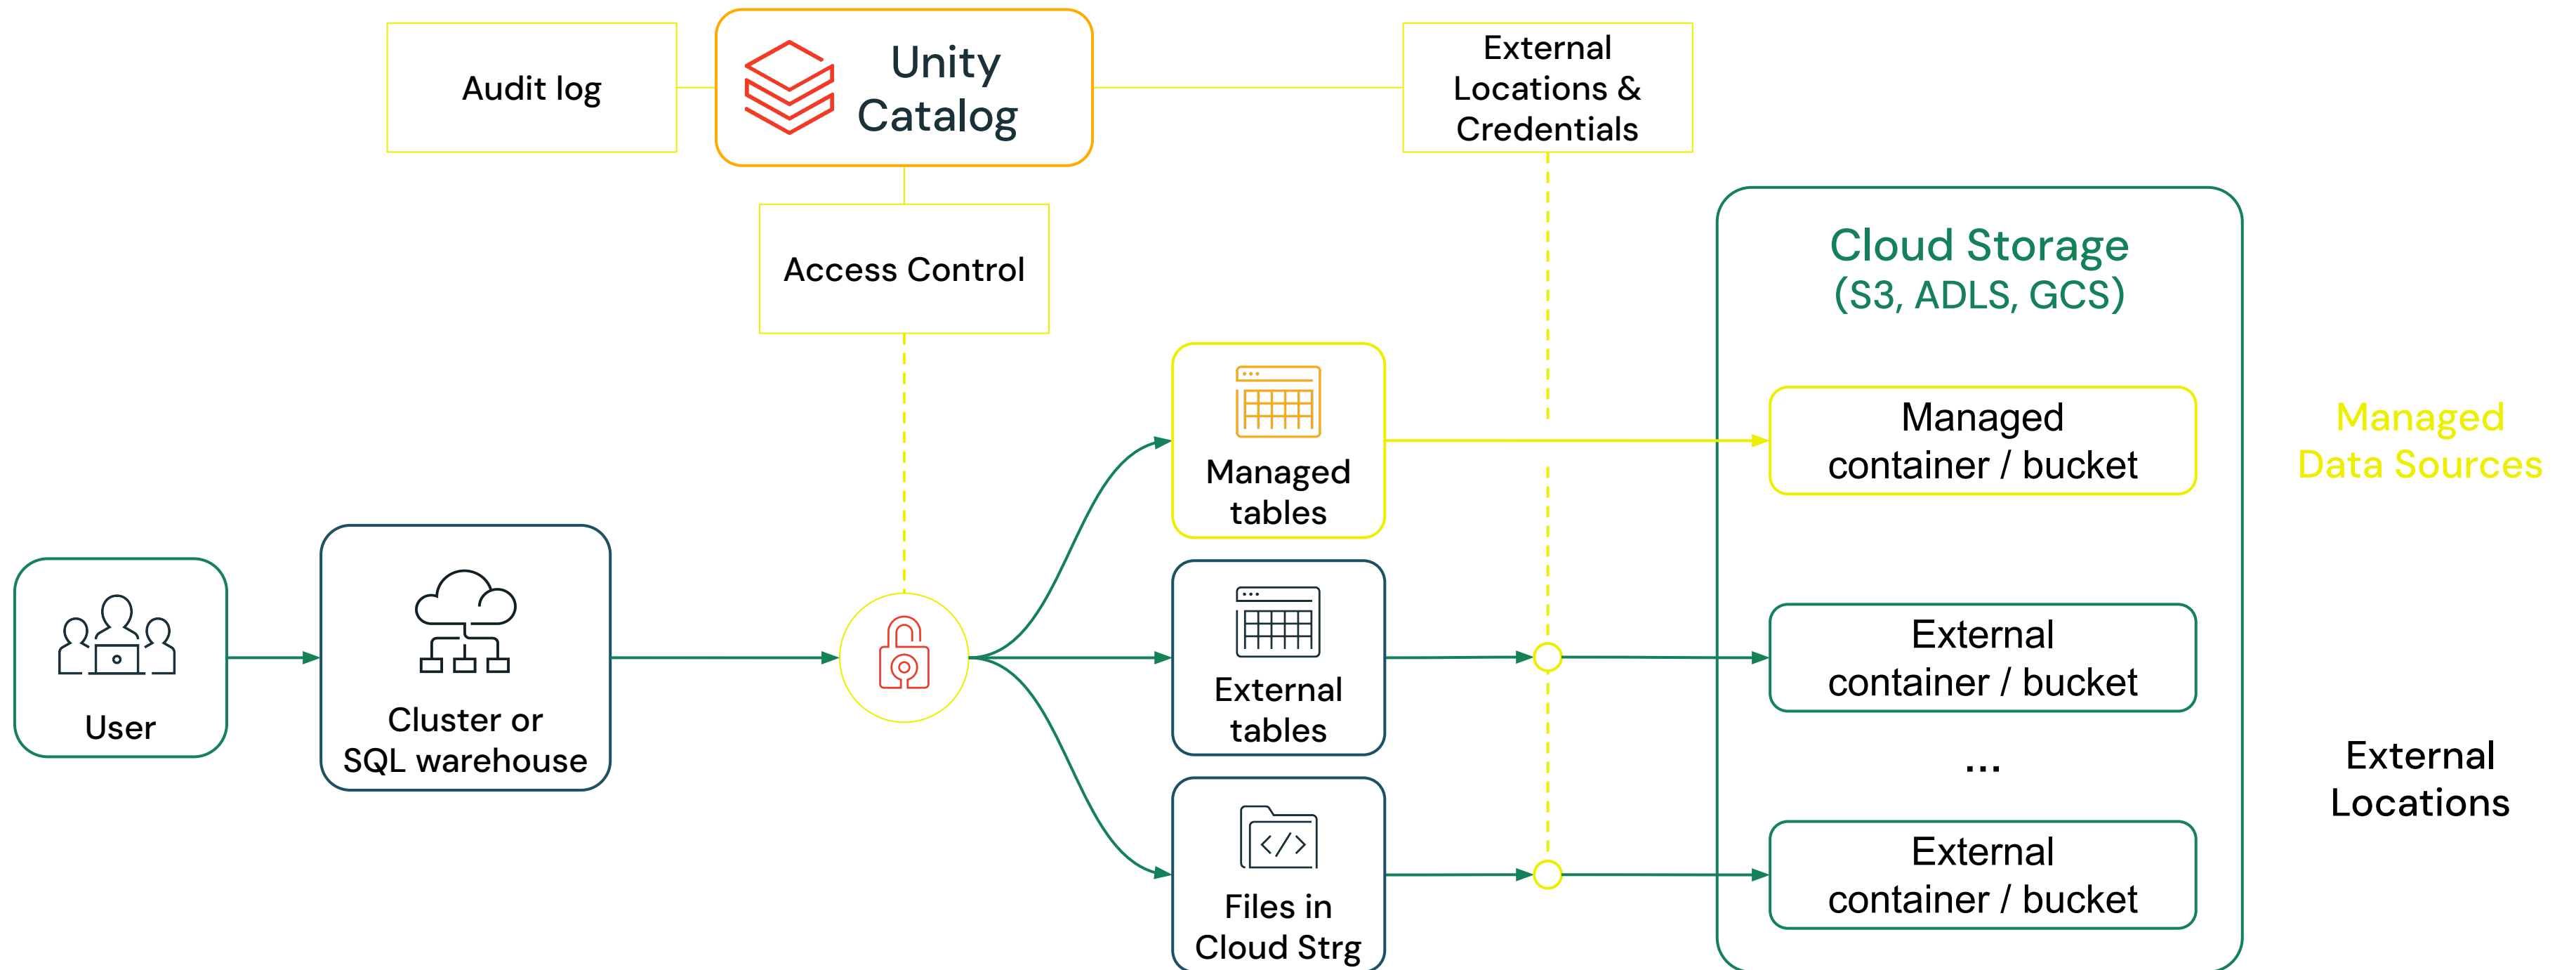 Audit log
Unity
Catalog
External
Locations &
Credentials
Access Control
Cloud Storage
(S3, ADLS, GCS)
Managed
tables
Managed
container / bucket
Managed
Data Sources
User
Cluster or
SQL warehouse
External
tables
External
container / bucket
...
External
Locations
Files in
Cloud Strg
External
container / bucket